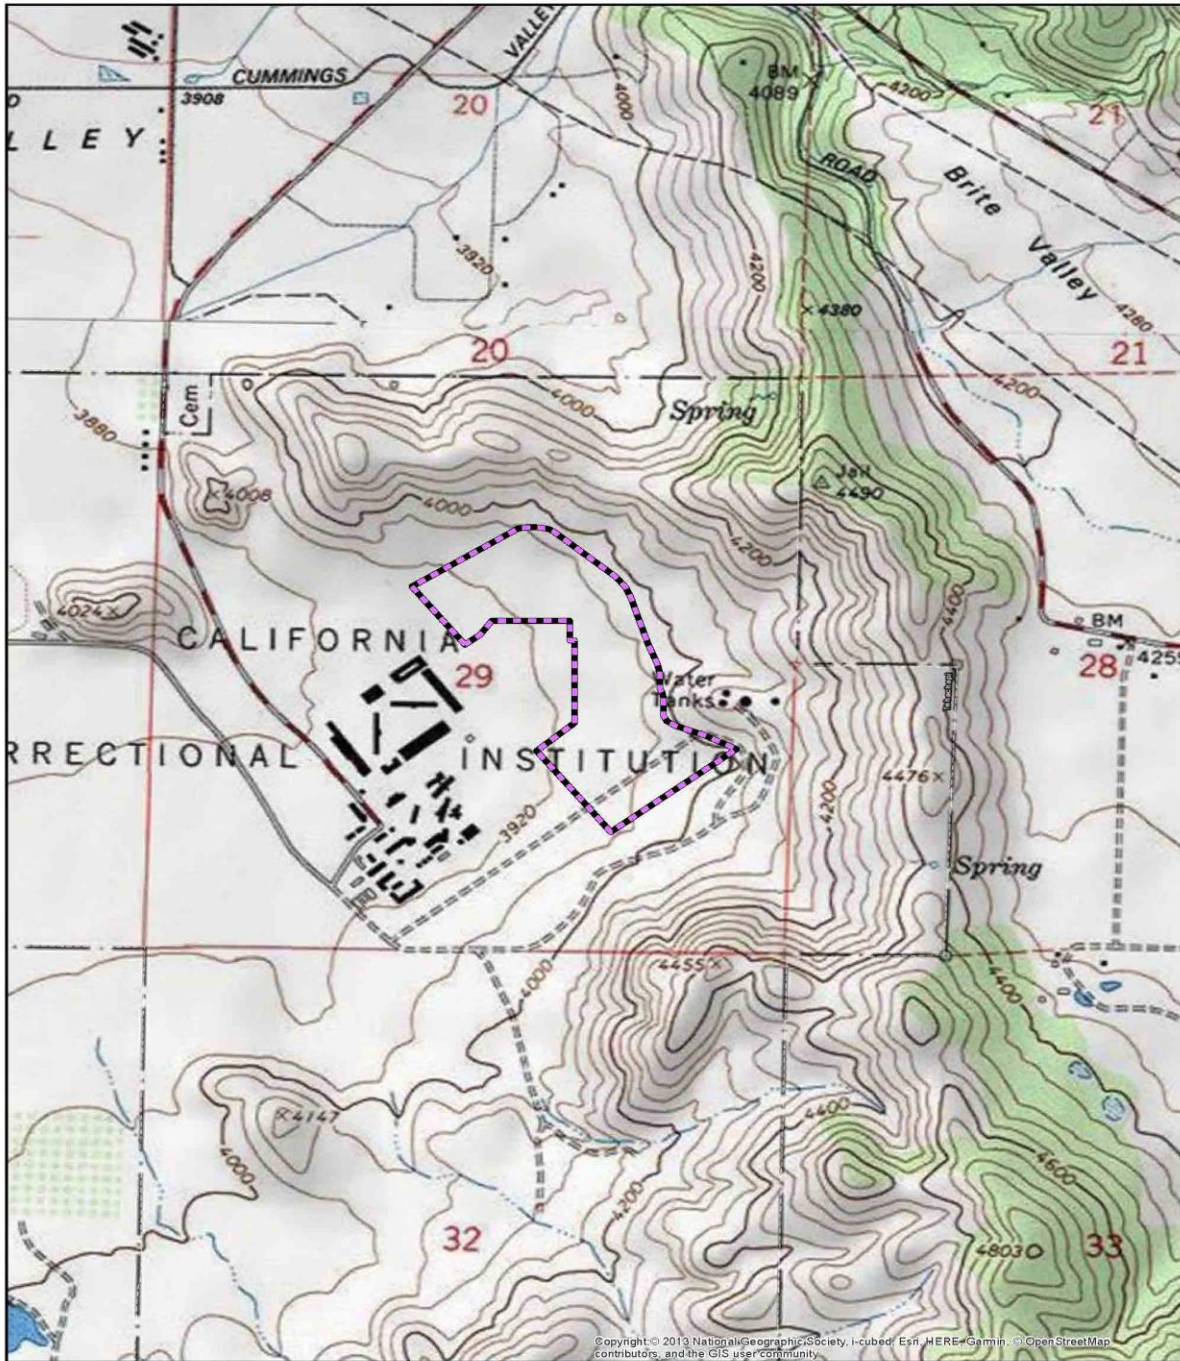 VALLEY
CUMMINGS
3908
20
4000
BM
4089
4200
21
LLEY
ROAD
Brite
Valley
3920
4200
4380
4280
20
21
4200
3880
Cem
4000
Spring
4008
4000
Jail
4490
4200
4400
4024
CALIFORNIA
BM
28
4259
29
Water
Tanks
RRECTIONAL INSTITUTION
4476
3920
4200
Spring
4455
4000
4400
4147
4400
4000
4600
4200
32
4803
33
Copyright:© 2013 National Geographic Society, i-cubed, Esri, HERE, Garmin, © OpenStreetMap
contributors, and the GIS user community